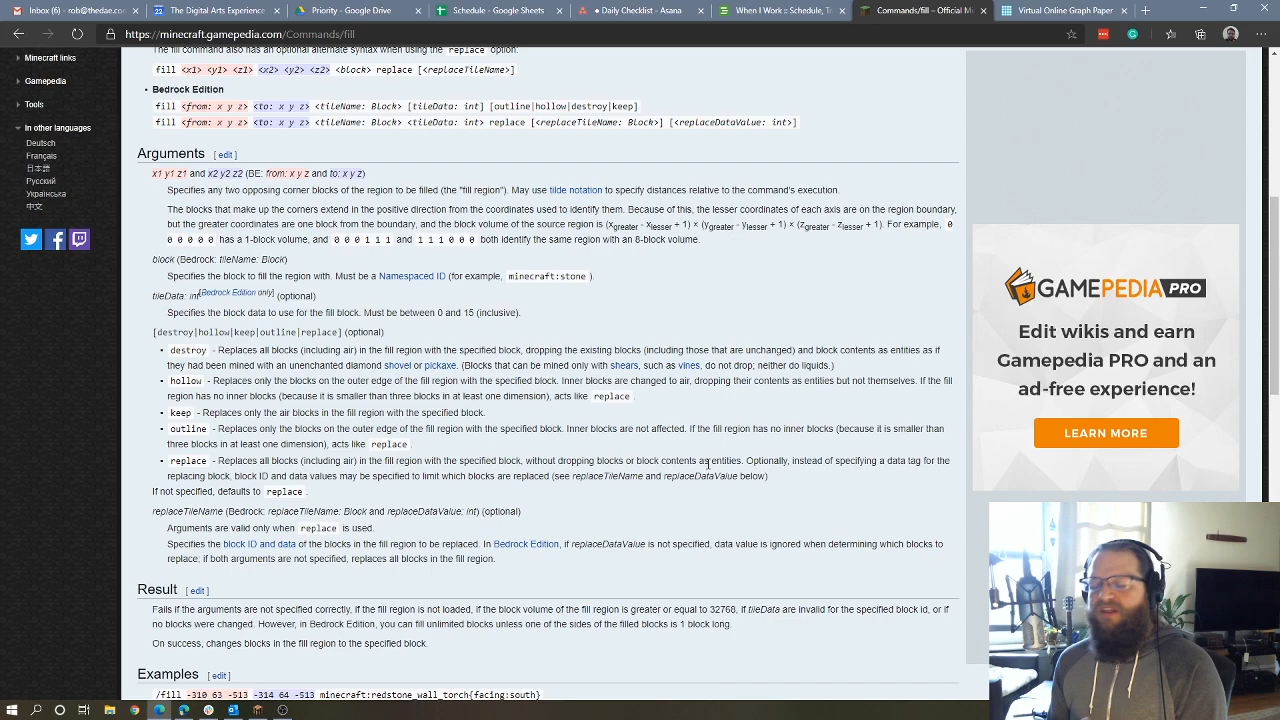 Inbox - rob@thedae.co
The Digital Arts Experience
Priority - Google Drive
Schedule - Google Sheets
• Daily Checklist - Asana
When I Work :: Schedule, T
Commands/fill – Official
Virtual Online Program
https://minecraft.gamepedia.com/Commands/fill
Minecraft links
Gamepedia
Tools
In other languages
Deutsch
Français
日本語
Русский
Українська
中文
The fill command also has an optional alternate syntax when using the replace option:
fill <x1> <y1> <z1> <x2> <y2> <z2> <block> replace [<replaceTileName>]
• Bedrock Edition
fill <from: x y z> <to: x y z> <tileName: Block> [tileData: int] [outline|hollow|destroy|keep]
fill <from: x y z> <to: x y z> <tileName: Block> <tileData: int> replace [<replaceTileName: Block>] [<replaceDataValue: int>]
Arguments [ edit ]
x1 y1 z1 and x2 y2 z2 (BE: from: x y z and to: x y z)
Specifies any two opposing corner blocks of the region to be filled (the "fill region"). May use tilde notation to specify distances relative to the command's execution.
The blocks that make up the corners extend in the positive direction from the coordinates used to identify them. Because of this, the lesser coordinates of each axis are on the region boundary,
but the greater coordinates are one block from the boundary, and the block volume of the source region is (xgreater - xlesser + 1) × (ygreater - ylesser + 1) × (zgreater - zlesser + 1). For example, 0
0 0 0 0 0 has a 1-block volume, and 0 0 0 1 1 1 and 1 1 1 0 0 0 both identify the same region with an 8-block volume.
block (Bedrock: tileName: Block)
Specifies the block to fill the region with. Must be a Namespaced ID (for example, minecraft:stone ).
tileData: int[Bedrock Edition only] (optional)
Specifies the block data to use for the fill block. Must be between 0 and 15 (inclusive).
[destroy|hollow|keep|outline|replace] (optional)
• destroy - Replaces all blocks (including air) in the fill region with the specified block, dropping the existing blocks (including those that are unchanged) and block contents as entities as if
they had been mined with an unenchanted diamond shovel or pickaxe. (Blocks that can be mined only with shears, such as vines, do not drop; neither do liquids.)
• hollow - Replaces only the blocks on the outer edge of the fill region with the specified block. Inner blocks are changed to air, dropping their contents as entities but not themselves. If the fill
region has no inner blocks (because it is smaller than three blocks in at least one dimension), acts like replace.
• keep - Replaces only the air blocks in the fill region with the specified block.
• outline - Replaces only the blocks on the outer edge of the fill region with the specified block. Inner blocks are not affected. If the fill region has no inner blocks (because it is smaller than
three blocks in at least one dimension), acts like replace.
• replace - Replaces all blocks (including air) in the fill region with the specified block, without dropping blocks or block contents as entities. Optionally, instead of specifying a data tag for the
replacing block, block ID and data values may be specified to limit which blocks are replaced (see replaceTileName and replaceDataValue below)
If not specified, defaults to replace.
replaceTileName (Bedrock: replaceTileName: Block and replaceDataValue: int) (optional)
Arguments are valid only when replace is used.
Specifies the block ID and data of the blocks in the fill region to be replaced. In Bedrock Edition, if replaceDataValue is not specified, data value is ignored when determining which blocks to
replace; if both arguments are not specified, replaces all blocks in the fill region.
Result [ edit ]
Fails if the arguments are not specified correctly, if the fill region is not loaded, if the block volume of the fill region is greater or equal to 32768, if tileData are invalid for the specified block id, or if
no blocks were changed. However, in Bedrock Edition, you can fill unlimited blocks unless one of the sides of the filled blocks is 1 block long.
On success, changes blocks in the fill region to the specified block.
Examples [ edit ]
/fill -310 63 -513 -314 64 -513 minecraft:redstone_wall_torch{facing:south}
GAMEPEDIA PRO
Edit wikis and earn
Gamepedia PRO and an
ad-free experience!
LEARN MORE